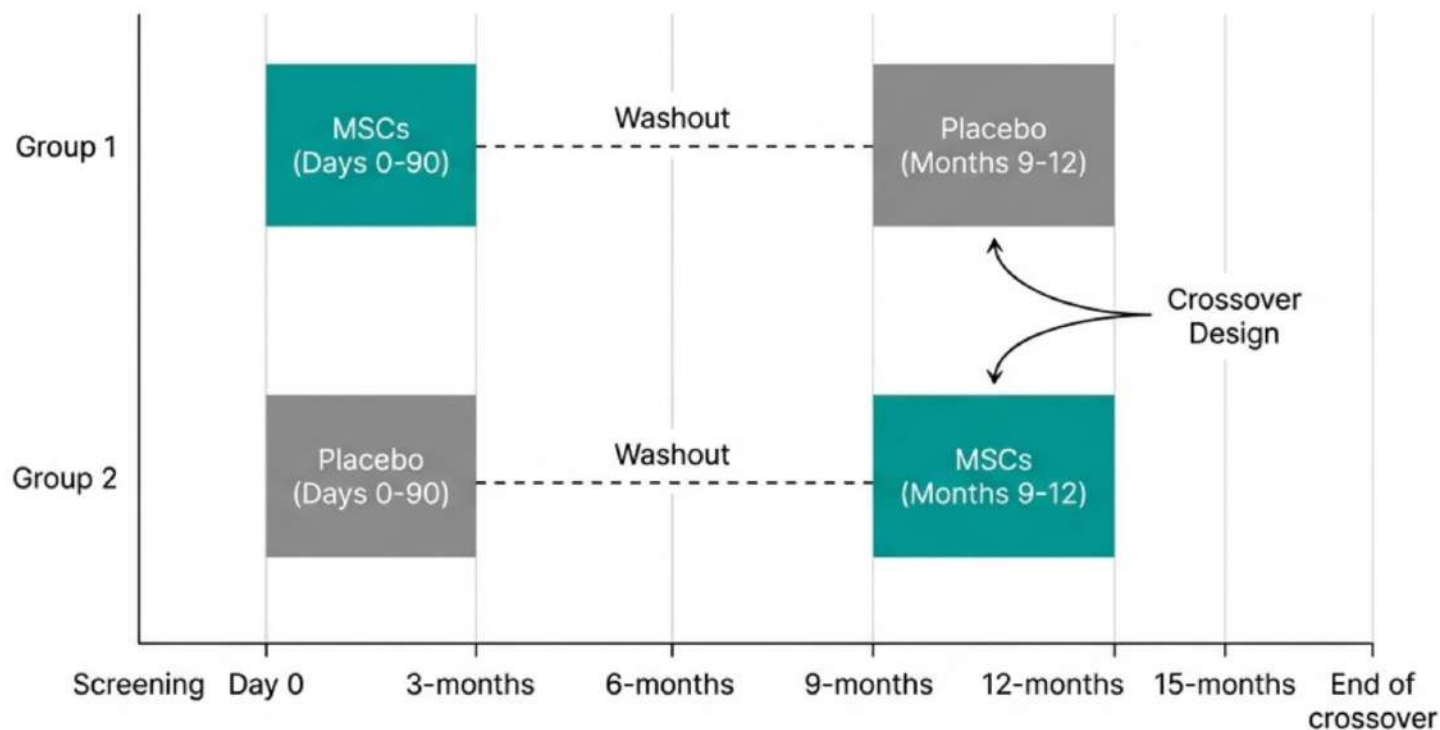 Group 1
MSCs
(Days 0-90)
Washout
Placebo
(Months 9-12)
Crossover
Design
Group 2
Placebo
(Days 0-90)
Washout
MSCs
(Months 9-12)
Screening
Day 0
3-months
6-months
9-months
12-months
15-months
End of
crossover